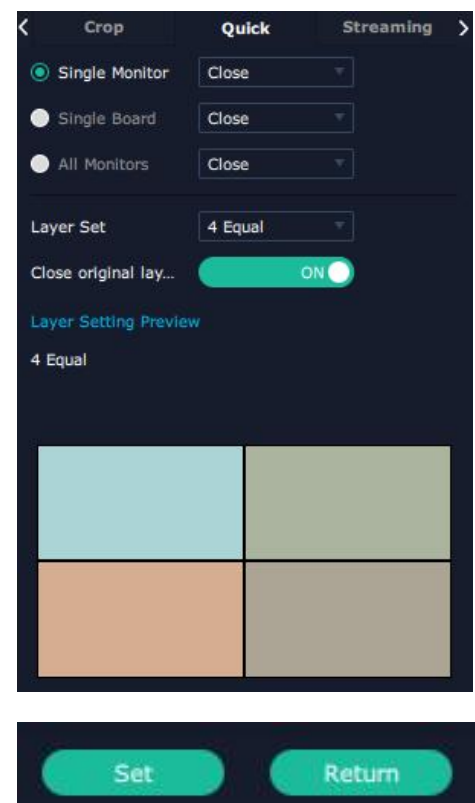 Crop Quick Streaming
Single Monitor Close
Single Board Close
All Monitors Close
Layer Set 4 Equal
Close original lay... ON
Layer Setting Preview
4 Equal
Set Return